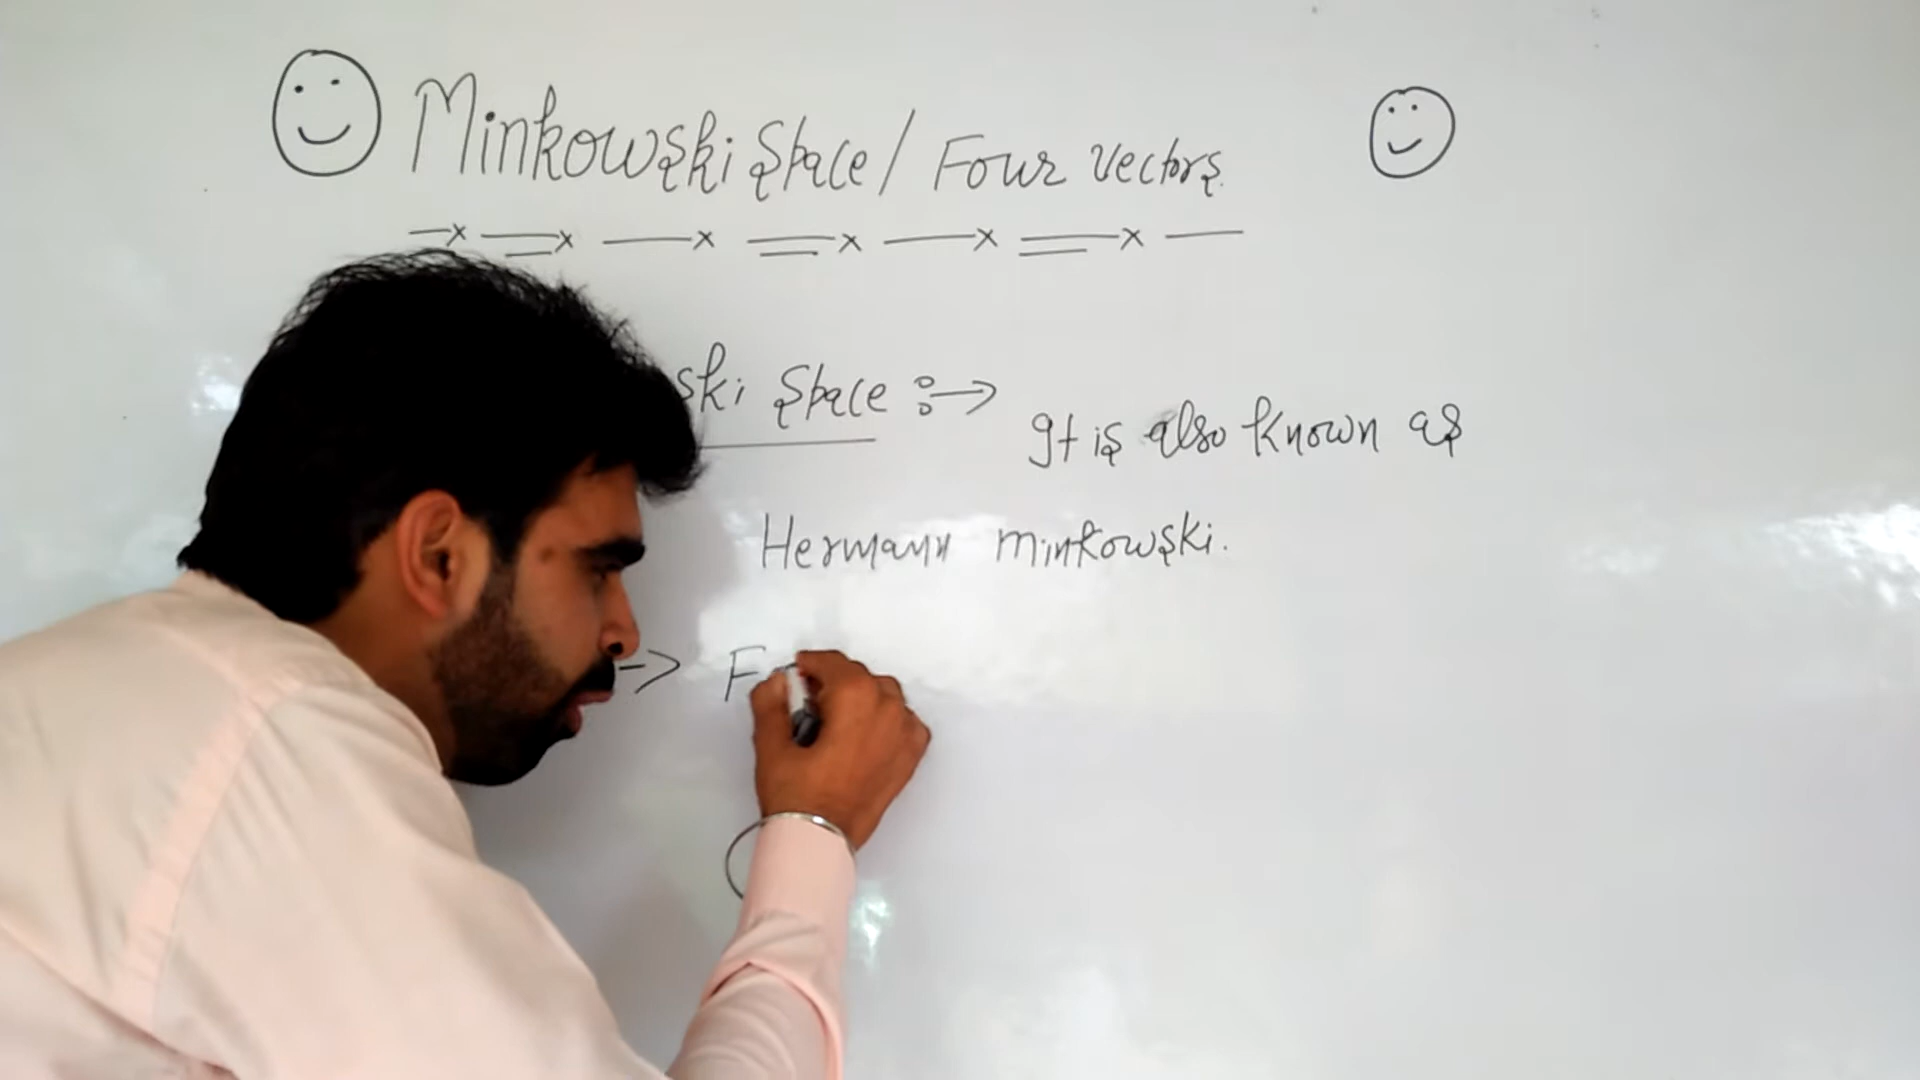 Minkowski Space / Four Vectors.
ski Space :→ It is also known as
Hermann minkowski.
→ F